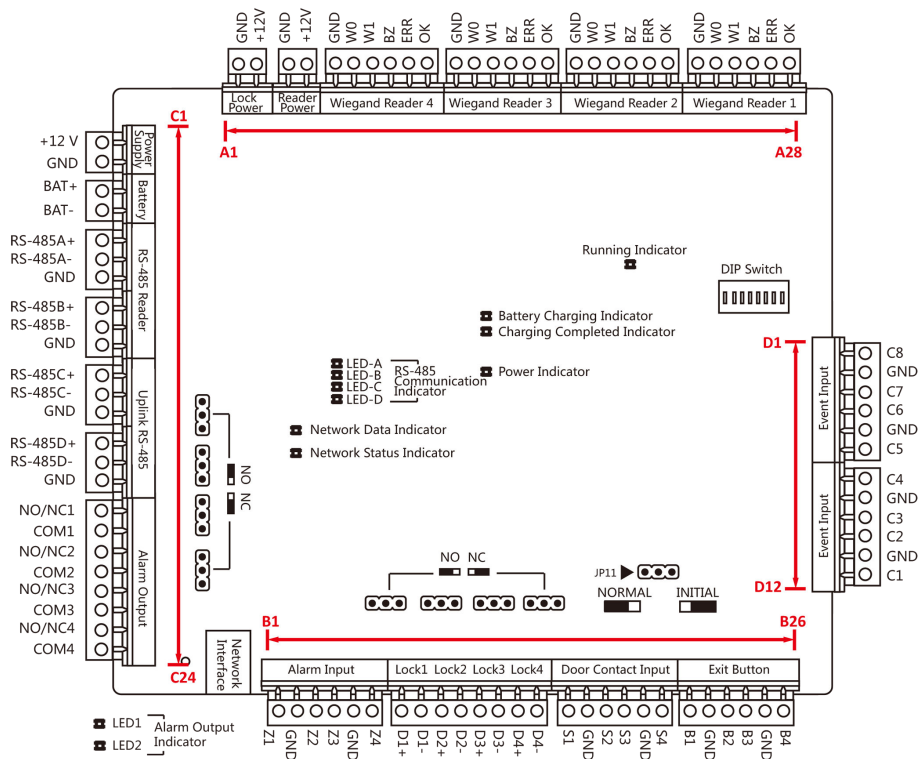 GND +12V GND +12V GND W0 W1 BZ ERR OK GND W0 W1 BZ ERR OK GND W0 W1 BZ ERR OK GND W0 W1 BZ ERR OK
Lock Power
Reader Power
Wiegand Reader 4
Wiegand Reader 3
Wiegand Reader 2
Wiegand Reader 1
A1
A28
C1
+12 V
GND
Power Supply
BAT+
BAT-
Battery
RS-485A+
RS-485A-
GND
RS-485B+
RS-485B-
GND
RS-485 Reader
RS-485C+
RS-485C-
GND
RS-485D+
RS-485D-
GND
Uplink RS-485
NO/NC1
COM1
NO/NC2
COM2
NO/NC3
COM3
NO/NC4
COM4
Alarm Output
C24
Running Indicator
DIP Switch
Battery Charging Indicator
Charging Completed Indicator
Power Indicator
LED-A
LED-B
LED-C
LED-D
RS-485
Communication
Indicator
Network Data Indicator
Network Status Indicator
NO
NC
D1
C8
GND
C7
C6
GND
C5
Event Input
C4
GND
C3
C2
GND
C1
Event Input
D12
NO NC
JP11
NORMAL
INITIAL
B1
B26
Network Interface
Alarm Input
Lock1 Lock2 Lock3 Lock4
Door Contact Input
Exit Button
Z1 GND Z2 Z3 GND Z4
D1+ D1- D2+ D2- D3+ D3- D4+ D4-
S1 GND S2 S3 GND S4
B1 GND B2 B3 GND B4
LED1
LED2
Alarm Output
Indicator